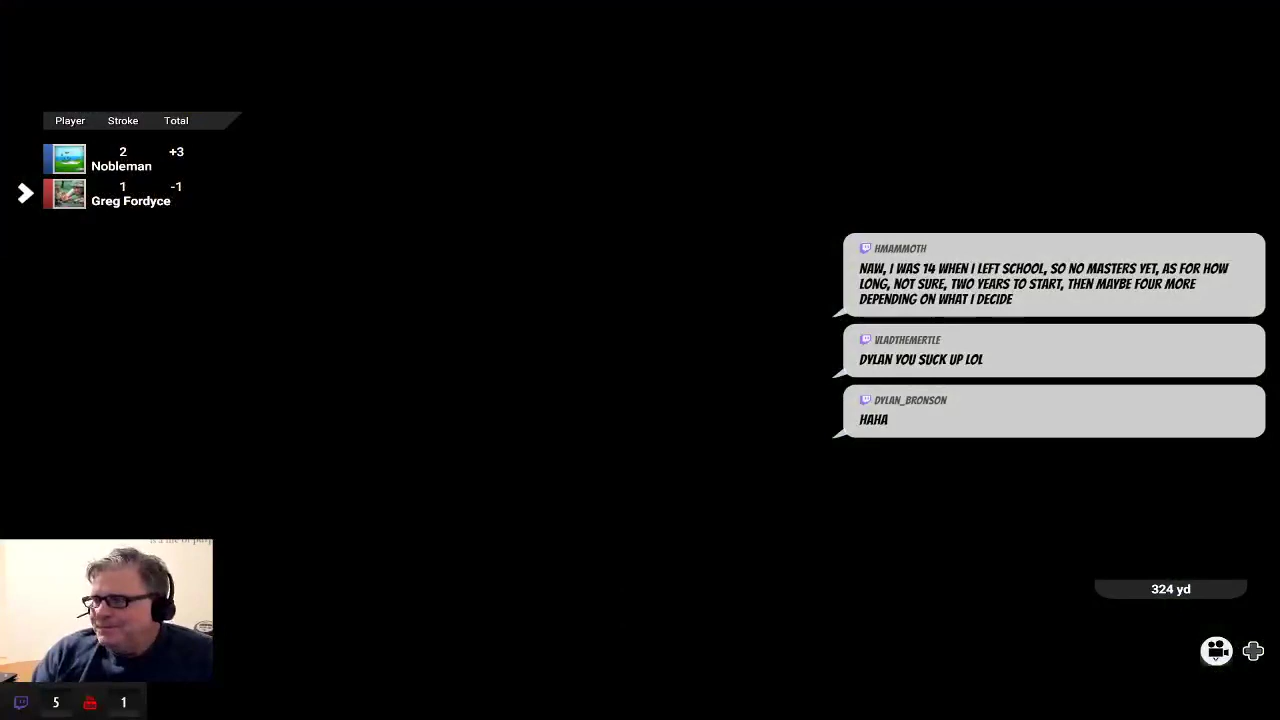 Player Stroke Total
2 +3
Nobleman
1 -1
Greg Fordyce
HMAMMOTH
NAW, I WAS 14 WHEN I LEFT SCHOOL, SO NO MASTERS YET, AS FOR HOW
LONG, NOT SURE, TWO YEARS TO START, THEN MAYBE FOUR MORE
DEPENDING ON WHAT I DECIDE
VLADTHEMERTLE
DYLAN YOU SUCK UP LOL
DYLAN_BRONSON
HAHA
324 yd
5 1